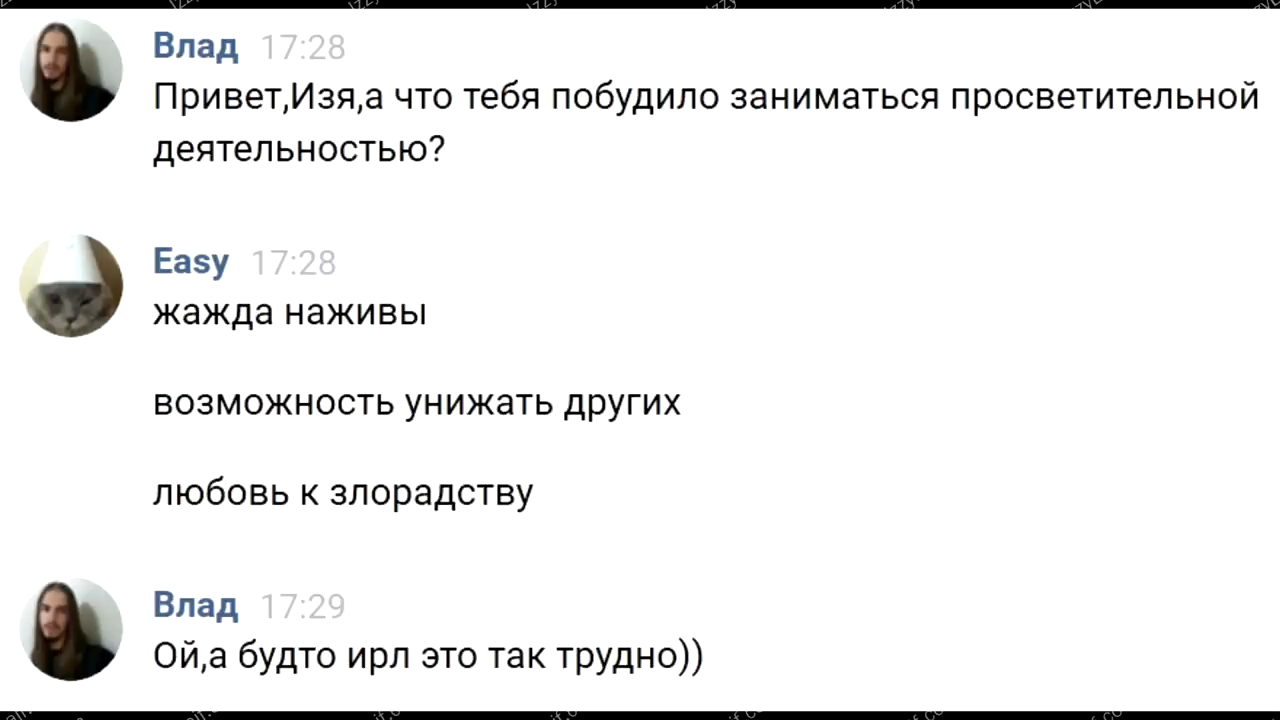 Влад 17:28
Привет,Изя,а что тебя побудило заниматься просветительной
деятельностью?
Easy 17:28
жажда наживы
возможность унижать других
любовь к злорадству
Влад 17:29
Ой,а будто ирл это так трудно))